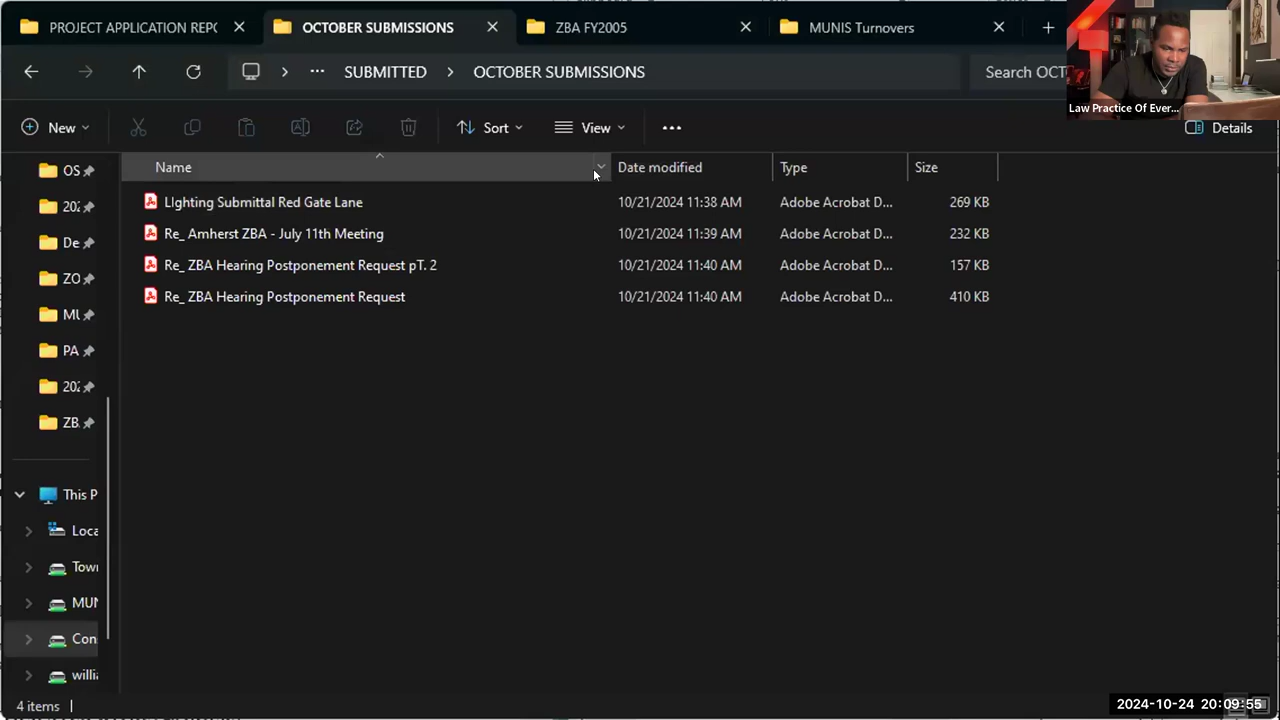 PROJECT APPLICATION REPC
OCTOBER SUBMISSIONS
ZBA FY2005
MUNIS Turnovers
SUBMITTED
OCTOBER SUBMISSIONS
Search OCT
Law Practice Of Ever...
New
Sort
View
Details
Name
Date modified
Type
Size
OS
LIghting Submittal Red Gate Lane 10/21/2024 11:38 AM Adobe Acrobat D... 269 KB
202
Re_ Amherst ZBA - July 11th Meeting 10/21/2024 11:39 AM Adobe Acrobat D... 232 KB
De
Re_ ZBA Hearing Postponement Request pT. 2 10/21/2024 11:40 AM Adobe Acrobat D... 157 KB
ZO
Re_ ZBA Hearing Postponement Request 10/21/2024 11:40 AM Adobe Acrobat D... 410 KB
MU
PA
202
ZB
This P
Loca
Town
MUN
Con
willi
4 items
2024-10-24 20:09:55